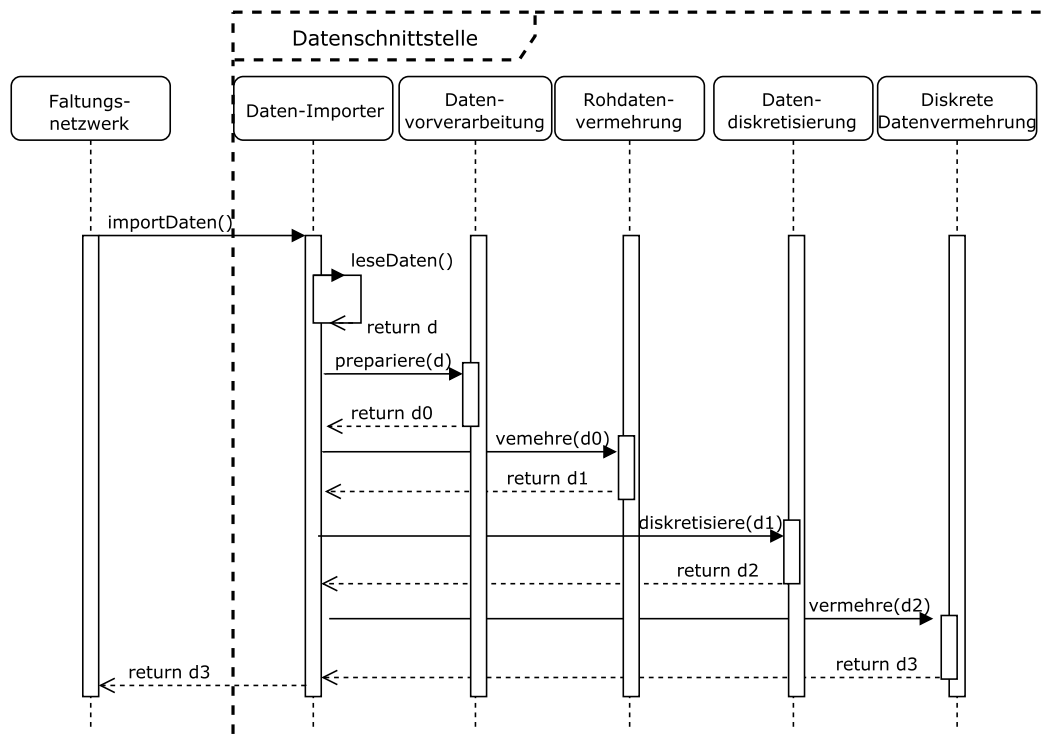 Datenschnittstelle
Faltungs-
netzwerk
Daten-Importer
Daten-
vorverarbeitung
Rohdaten-
vermehrung
Daten-
diskretisierung
Diskrete
Datenvermehrung
importDaten()
leseDaten()
return d
prepariere(d)
return d0
vemehre(d0)
return d1
diskretisiere(d1)
return d2
vermehre(d2)
return d3
return d3